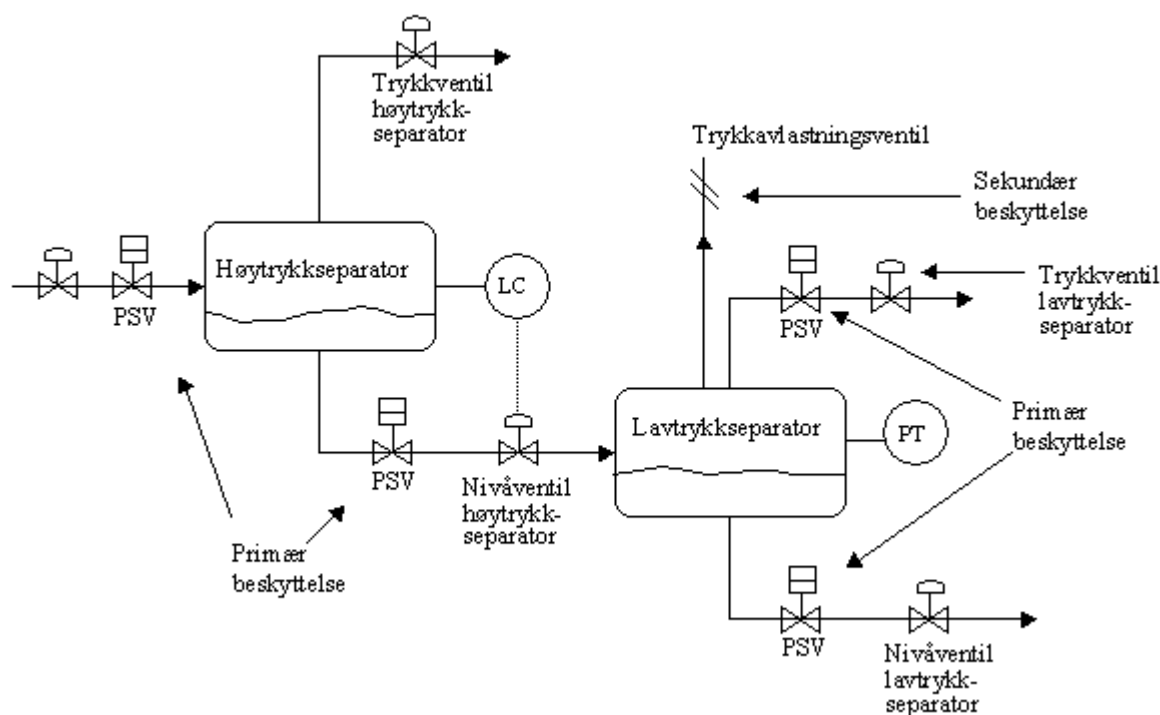 Trykkventil
høytrykk-
separator
Trykkavlastningsventil
Sekundær
beskyttelse
Høytrykkseparator
LC
PSV
PSV
Trykkventil
lavtrykk-
separator
PSV
Lavtrykkseparator
PT
Primær
beskyttelse
Nivåventil
høytrykk-
separator
Primær
beskyttelse
PSV
Nivåventil
lavtrykk-
separator